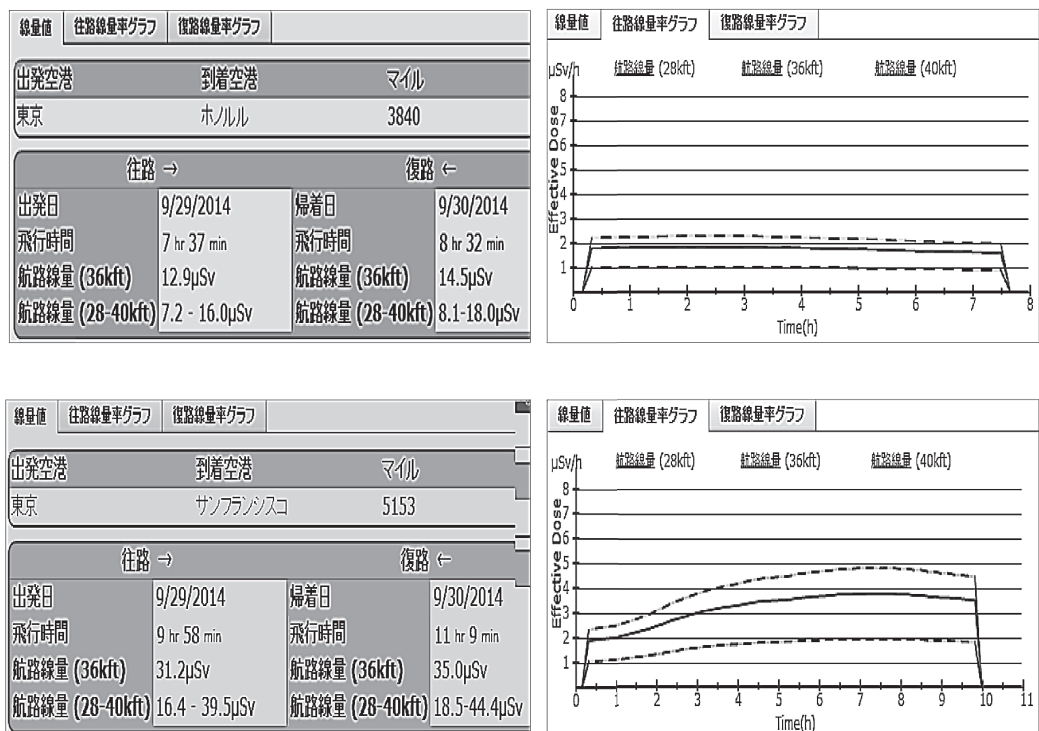 線量値 往路線量率グラフ 復路線量率グラフ
出発空港 到着空港 マイル
東京 ホノルル 3840
往路 → 復路 ←
出発日 9/29/2014 帰着日 9/30/2014
飛行時間 7 hr 37 min 飛行時間 8 hr 32 min
航路線量 (36kft) 12.9μSv 航路線量 (36kft) 14.5μSv
航路線量 (28-40kft) 7.2 - 16.0μSv 航路線量 (28-40kft) 8.1-18.0μSv
線量値 往路線量率グラフ 復路線量率グラフ
μSv/h 航路線量 (28kft) 航路線量 (36kft) 航路線量 (40kft)
Effective Dose
8
7
6
5
4
3
2
1
0 1 2 3 4 5 6 7 8
Time(h)
線量値 往路線量率グラフ 復路線量率グラフ
出発空港 到着空港 マイル
東京 サンフランシスコ 5153
往路 → 復路 ←
出発日 9/29/2014 帰着日 9/30/2014
飛行時間 9 hr 58 min 飛行時間 11 hr 9 min
航路線量 (36kft) 31.2μSv 航路線量 (36kft) 35.0μSv
航路線量 (28-40kft) 16.4 - 39.5μSv 航路線量 (28-40kft) 18.5-44.4μSv
線量値 往路線量率グラフ 復路線量率グラフ
μSv/h 航路線量 (28kft) 航路線量 (36kft) 航路線量 (40kft)
Effective Dose
8
7
6
5
4
3
2
1
0 1 2 3 4 5 6 7 8 9 10 11
Time(h)